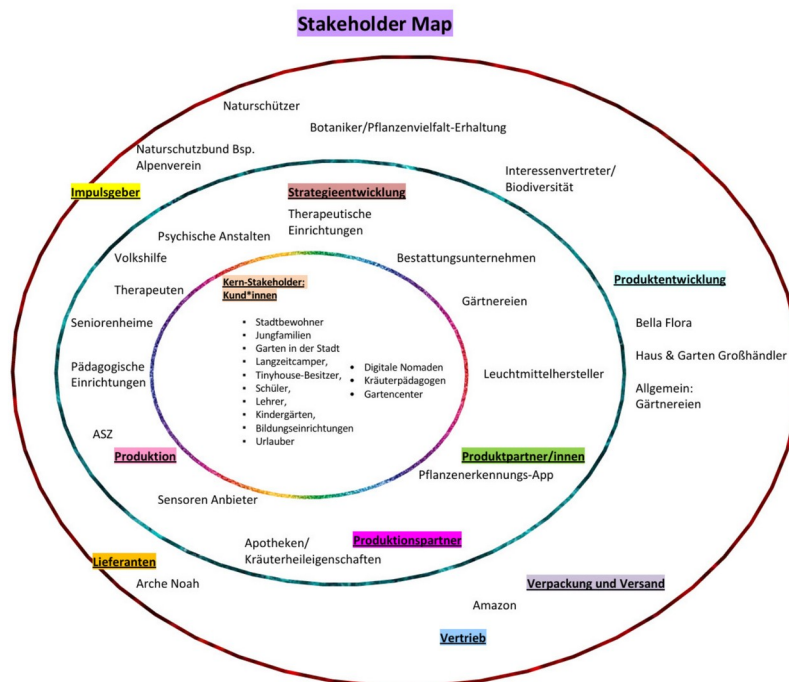 Stakeholder Map
Naturschützer
Botaniker/Pflanzenvielfalt-Erhaltung
Naturschutzbund Bsp.
Alpenverein
Interessenvertreter/
Biodiversität
Impulsgeber
Strategieentwicklung
Therapeutische
Einrichtungen
Psychische Anstalten
Volkshilfe
Bestattungsunternehmen
Therapeuten
Kern-Stakeholder:
Kund*innen
Produktentwicklung
Gärtnereien
Seniorenheime
Bella Flora
Stadtbewohner
Jungfamilien
Garten in der Stadt
Langzeitcamper,
Tinyhouse-Besitzer,
Schüler,
Lehrer,
Kindergärten,
Bildungseinrichtungen
Urlauber
Digitale Nomaden
Kräuterpädagogen
Gartencenter
Haus & Garten Großhändler
Pädagogische
Einrichtungen
Leuchtmittelhersteller
Allgemein:
Gärtnereien
ASZ
Produktion
Produktpartner/innen
Pflanzenerkennungs-App
Sensoren Anbieter
Apotheken/
Kräuterheileigenschaften
Produktionspartner
Lieferanten
Arche Noah
Verpackung und Versand
Amazon
Vertrieb